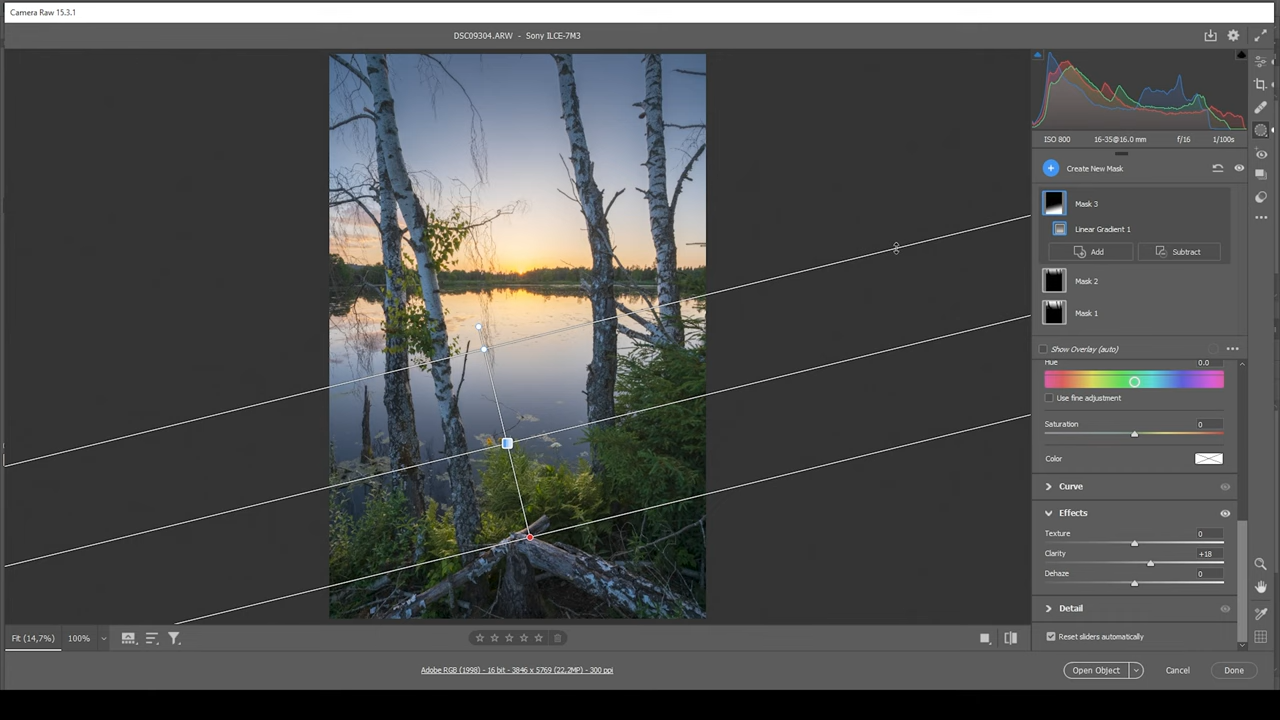 Camera Raw 15.3.1
DSC09304.ARW - Sony ILCE-7M3
ISO 800 16-35@16.0 mm f/16 1/100s
Create New Mask
Mask 3
Linear Gradient 1
Add Subtract
Mask 2
Mask 1
Show Overlay (auto)
Hue 0.0
Use fine adjustment
Saturation 0
Color
Curve
Effects
Texture 0
Clarity +18
Dehaze 0
Detail
Reset sliders automatically
Fit (14,7%) 100%
Adobe RGB (1998) - 16 bit - 3846 x 5769 (22,2MP) - 300 ppi
Open Object Cancel Done